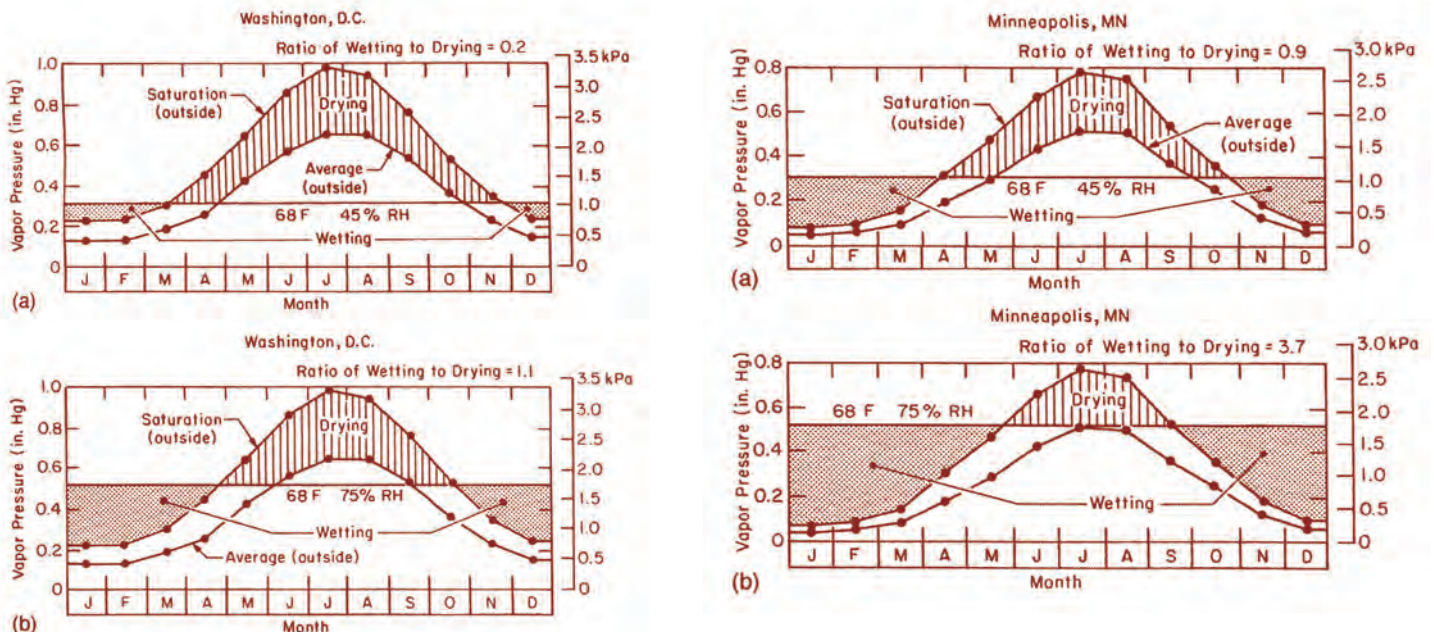 Washington, D.C.
Ratio of Wetting to Drying = 0.2
Vapor Pressure (in. Hg)
1.0
0.8
0.6
0.4
0.2
0
3.5 kPa
3.0
2.5
2.0
1.5
1.0
0.5
0
Saturation
(outside)
Drying
Average
(outside)
68 F 45% RH
Wetting
J F M A M J J A S O N D
Month
(a)
Washington, D.C.
Ratio of Wetting to Drying = 1.1
Vapor Pressure (in. Hg)
1.0
0.8
0.6
0.4
0.2
0
3.5 kPa
3.0
2.5
2.0
1.5
1.0
0.5
0
Saturation
(outside)
Drying
68 F 75% RH
Wetting
Average (outside)
J F M A M J J A S O N D
Month
(b)
Minneapolis, MN
Ratio of Wetting to Drying = 0.9
Vapor Pressure (in. Hg)
0.8
0.6
0.4
0.2
0
3.0 kPa
2.5
2.0
1.5
1.0
0.5
0
Saturation
(outside)
Drying
Average
(outside)
68 F 45% RH
Wetting
J F M A M J J A S O N D
Month
(a)
Minneapolis, MN
Ratio of Wetting to Drying = 3.7
Vapor Pressure (in. Hg)
0.8
0.6
0.4
0.2
0
3.0 kPa
2.5
2.0
1.5
1.0
0.5
0
68 F 75% RH
Drying
Wetting
J F M A M J J A S O N D
Month
(b)